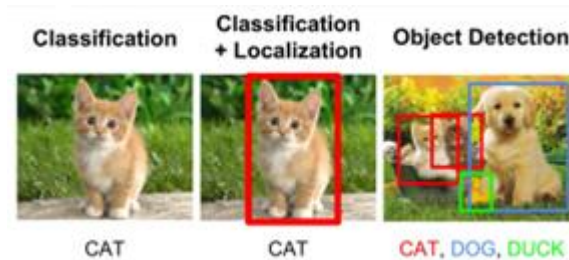 Classification
Classification
+ Localization
Object Detection
CAT
CAT
CAT, DOG, DUCK